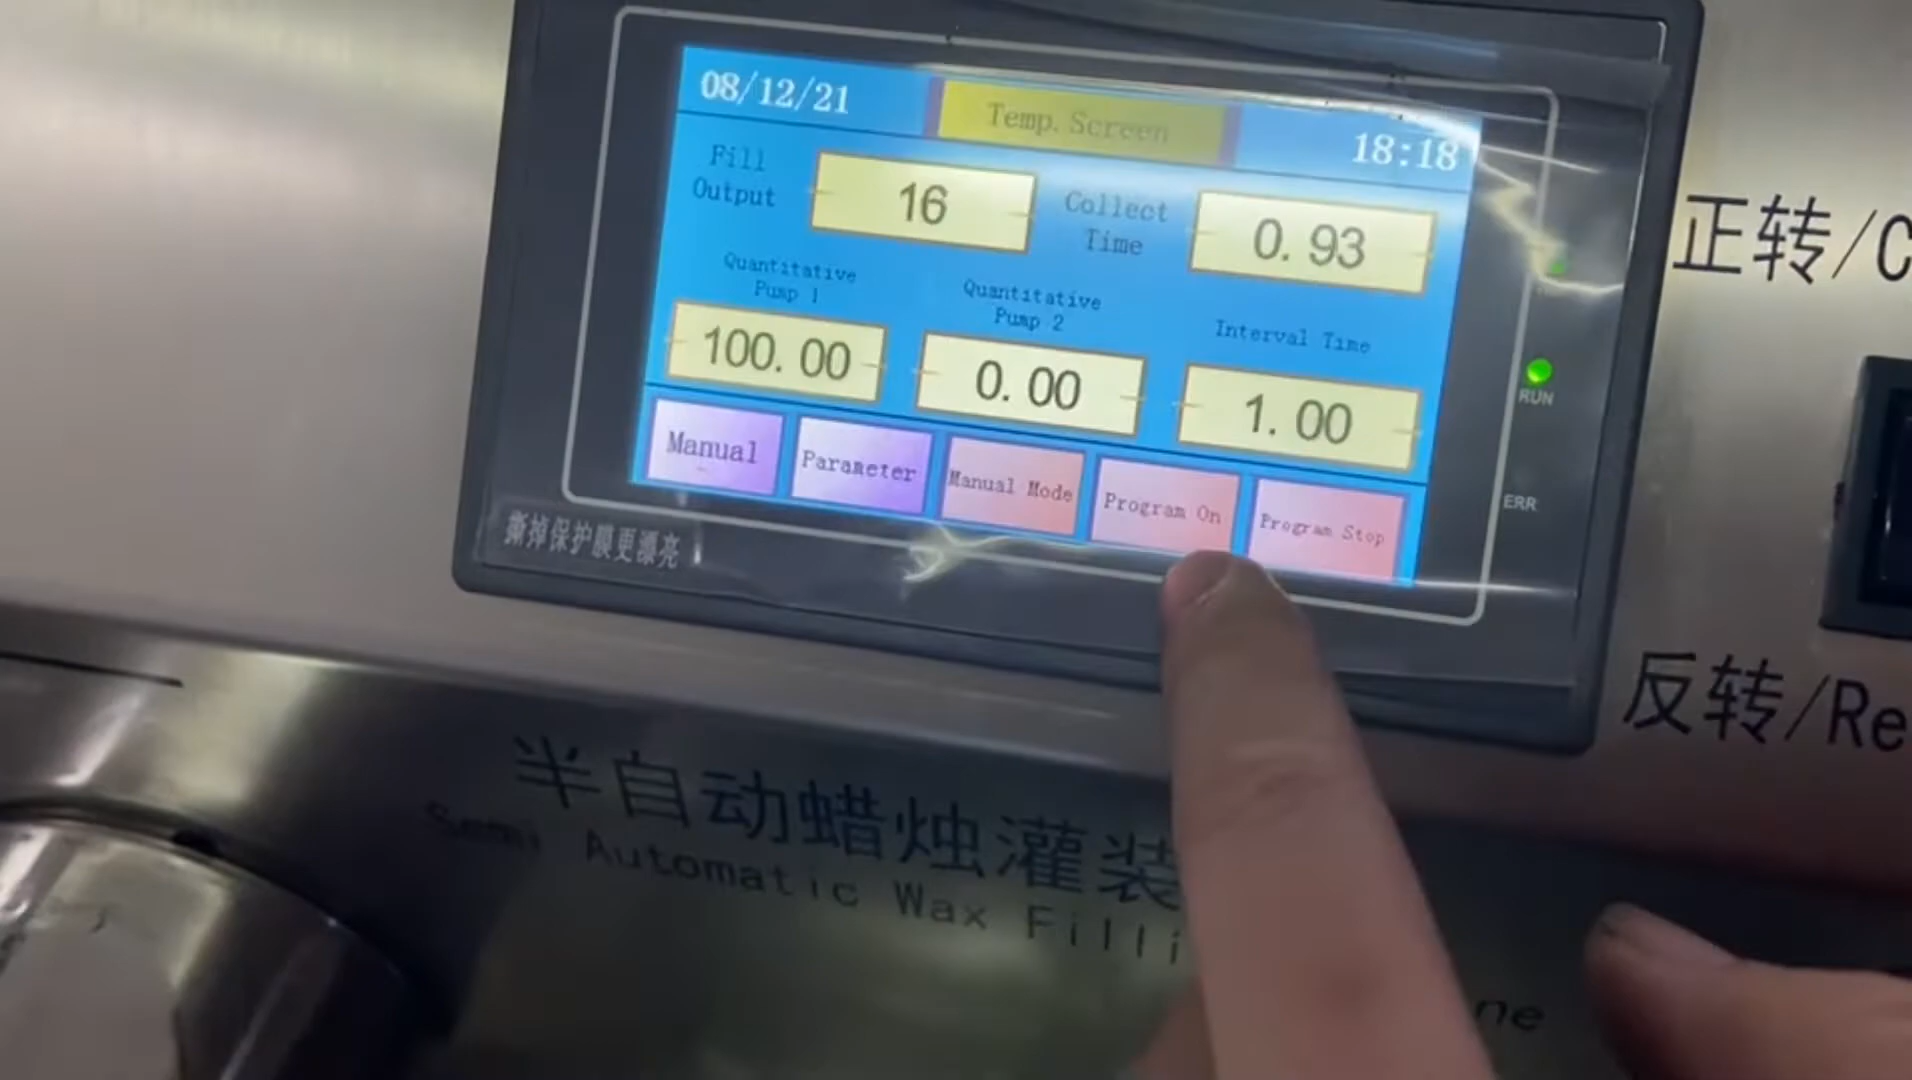 08/12/21
Temp. Screen
18:18
Fill
Output
16
Collect
Time
0.93
Quantitative
Pump 1
100.00
Quantitative
Pump 2
0.00
Interval Time
1.00
Manual
Parameter
Manual Mode
Program On
Program Stop
RUN
ERR
撕掉保护膜更漂亮
正转/C
反转/Re
半自动蜡烛灌装
Semi Automatic Wax Filli
ne